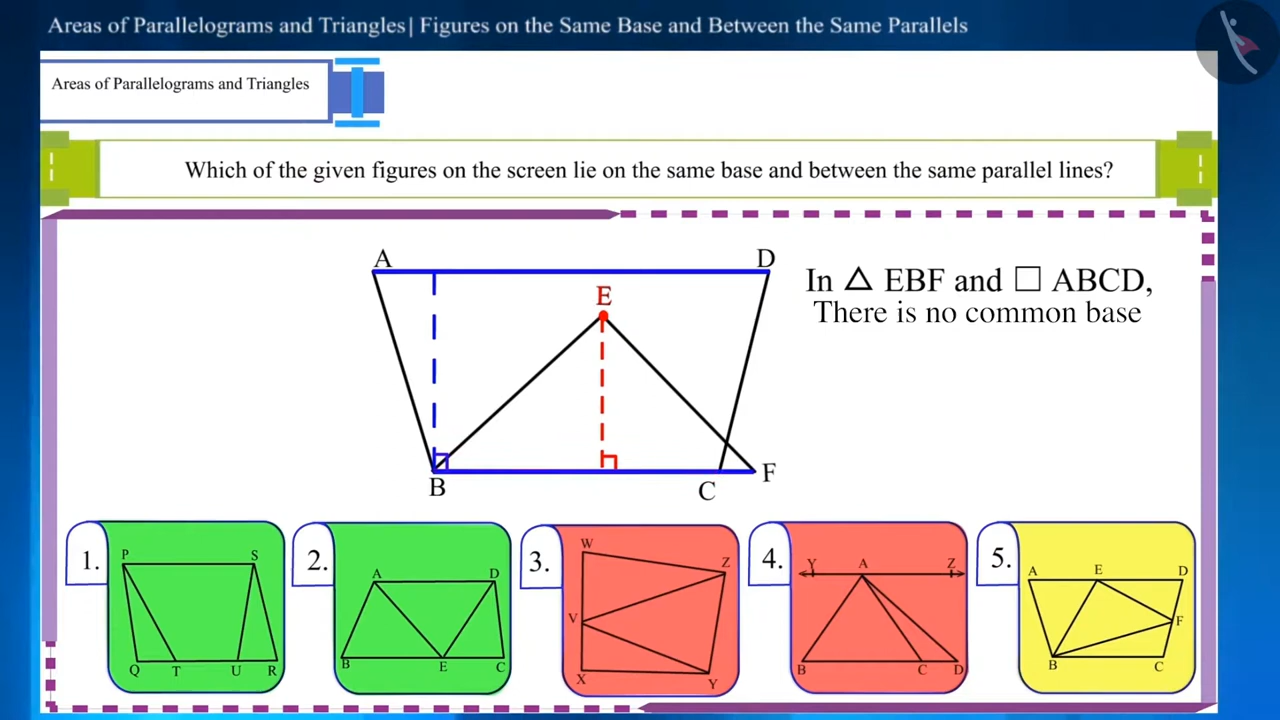 Areas of Parallelograms and Triangles| Figures on the Same Base and Between the Same Parallels
Areas of Parallelograms and Triangles
Which of the given figures on the screen lie on the same base and between the same parallel lines?
A D
E
In △ EBF and □ ABCD,
There is no common base
B C F
1.
P S
Q T U R
2.
A D
B E C
3.
W
Z
V
X Y
4.
Y A Z
B C D
5.
A E D
F
B C